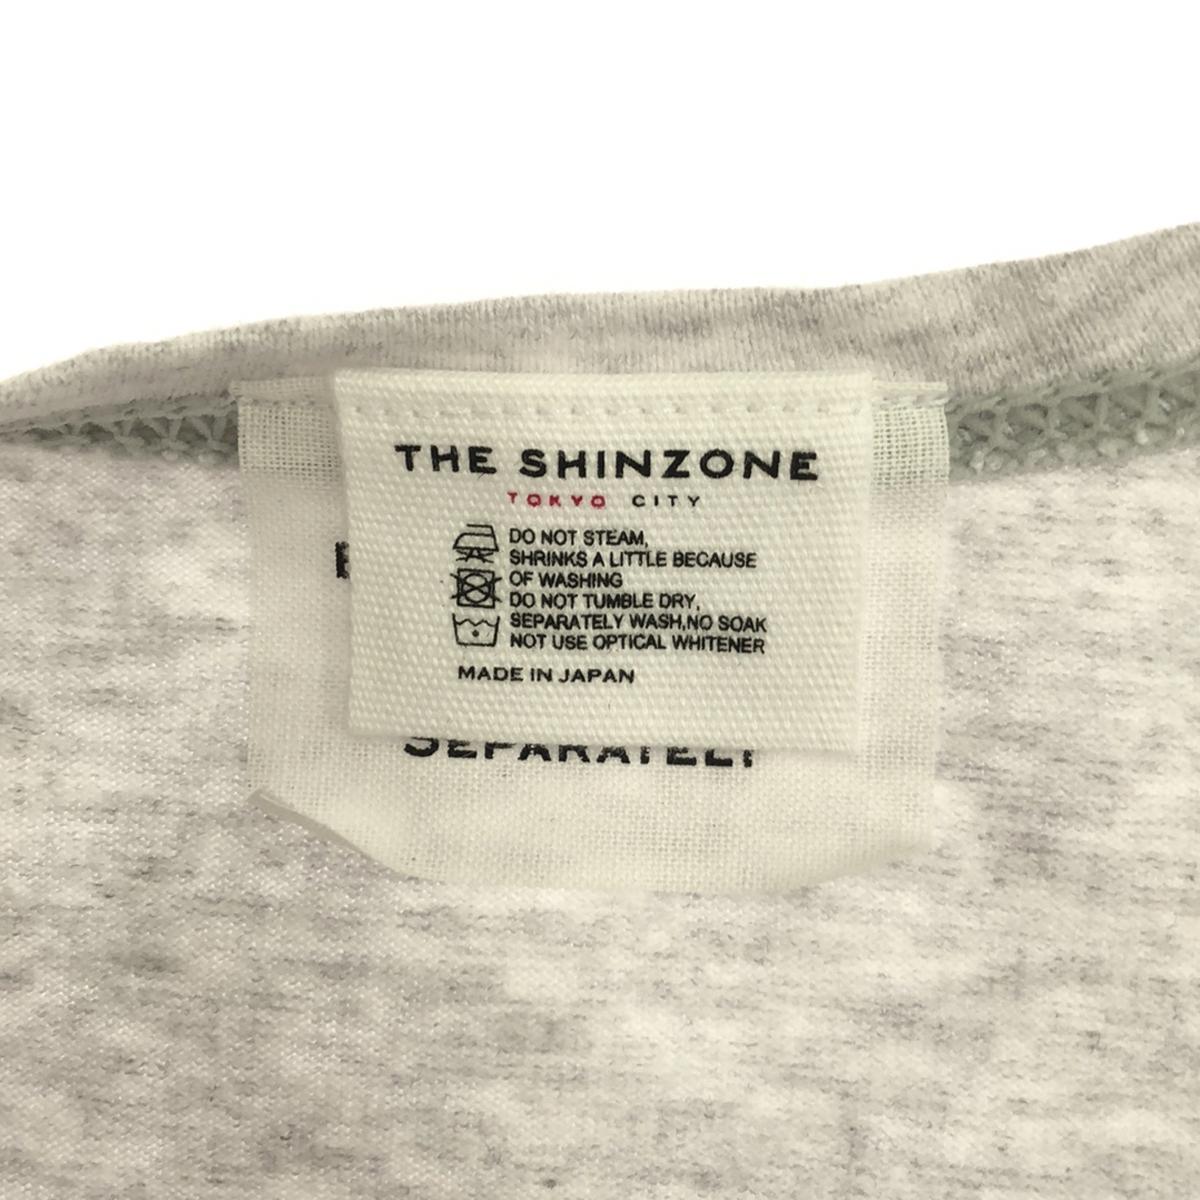 THE SHINZONE
TOKYO CITY
DO NOT STEAM,
SHRINKS A LITTLE BECAUSE
OF WASHING
DO NOT TUMBLE DRY,
SEPARATELY WASH,NO SOAK
NOT USE OPTICAL WHITENER
MADE IN JAPAN
SEPARATELY